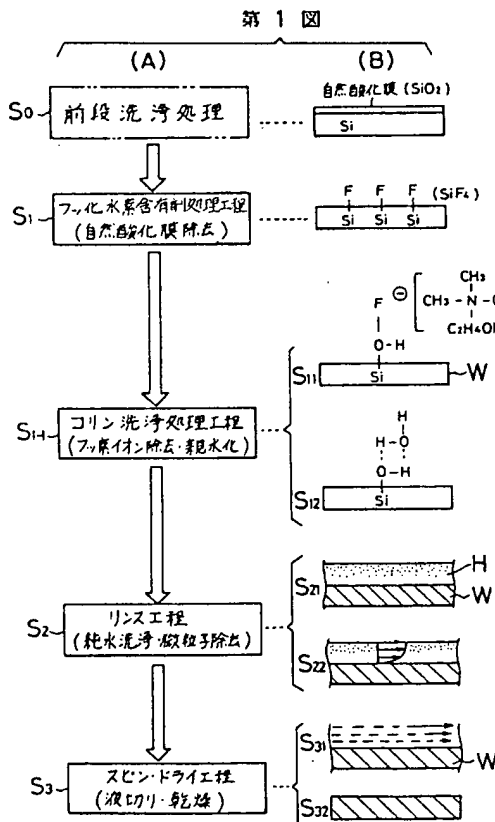 第1図
(A)
(B)
S0
前段洗浄処理
自然酸化膜(SiO₂)
Si
S1
フッ化水素含有剤処理工程
(自然酸化膜除去)
F F F (SiF₄)
Si Si Si
CH₃
F ⊖ CH₃-N-C
C₂H₄OH
O-H
S11
Si
W
S1-1
コリン洗浄処理工程
(フッ素イオン除去・親水化)
H
H-O
O-H
S12
Si
S21
H
W
S2
リンス工程
(純水洗浄・微粒子除去)
S22
S31
W
S3
スピン・ドライ工程
(液切り・乾燥)
S32